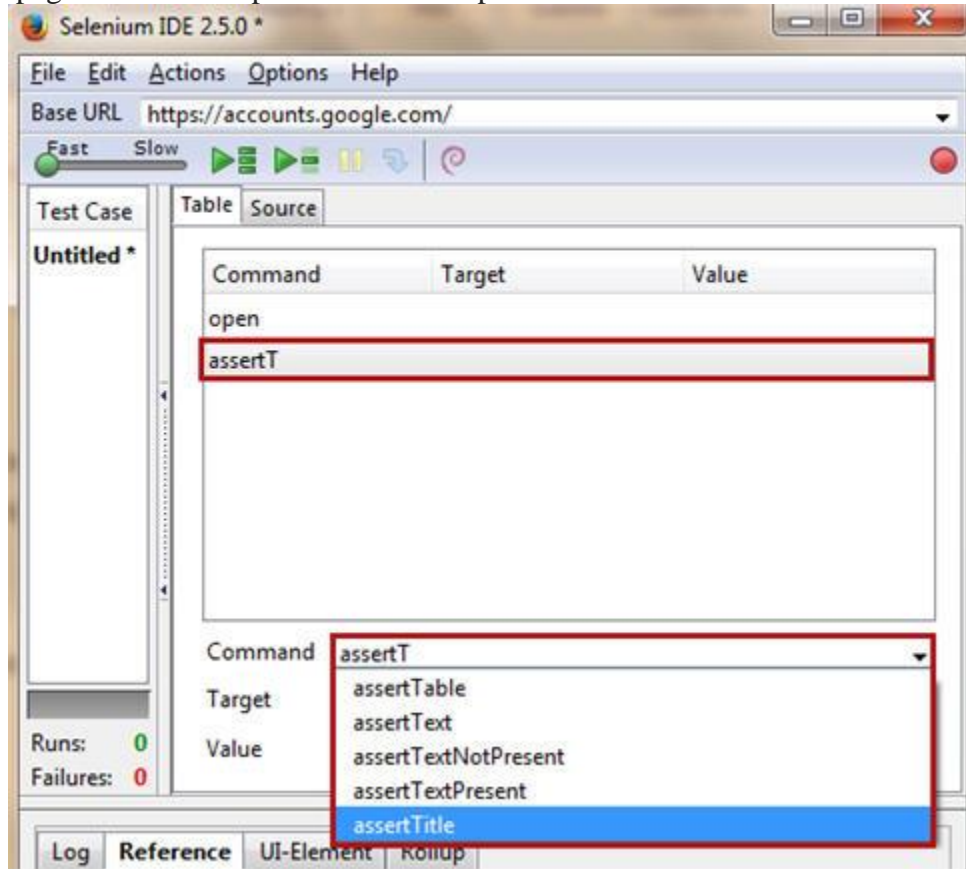 Selenium IDE 2.5.0 *
File Edit Actions Options Help
Base URL https://accounts.google.com/
Fast Slow
Test Case
Table Source
Untitled *
Command Target Value
open
assertT
Command assertT
Target
Value
assertTable
assertText
assertTextNotPresent
assertTextPresent
assertTitle
Runs: 0
Failures: 0
Log Reference UI-Element Rollup